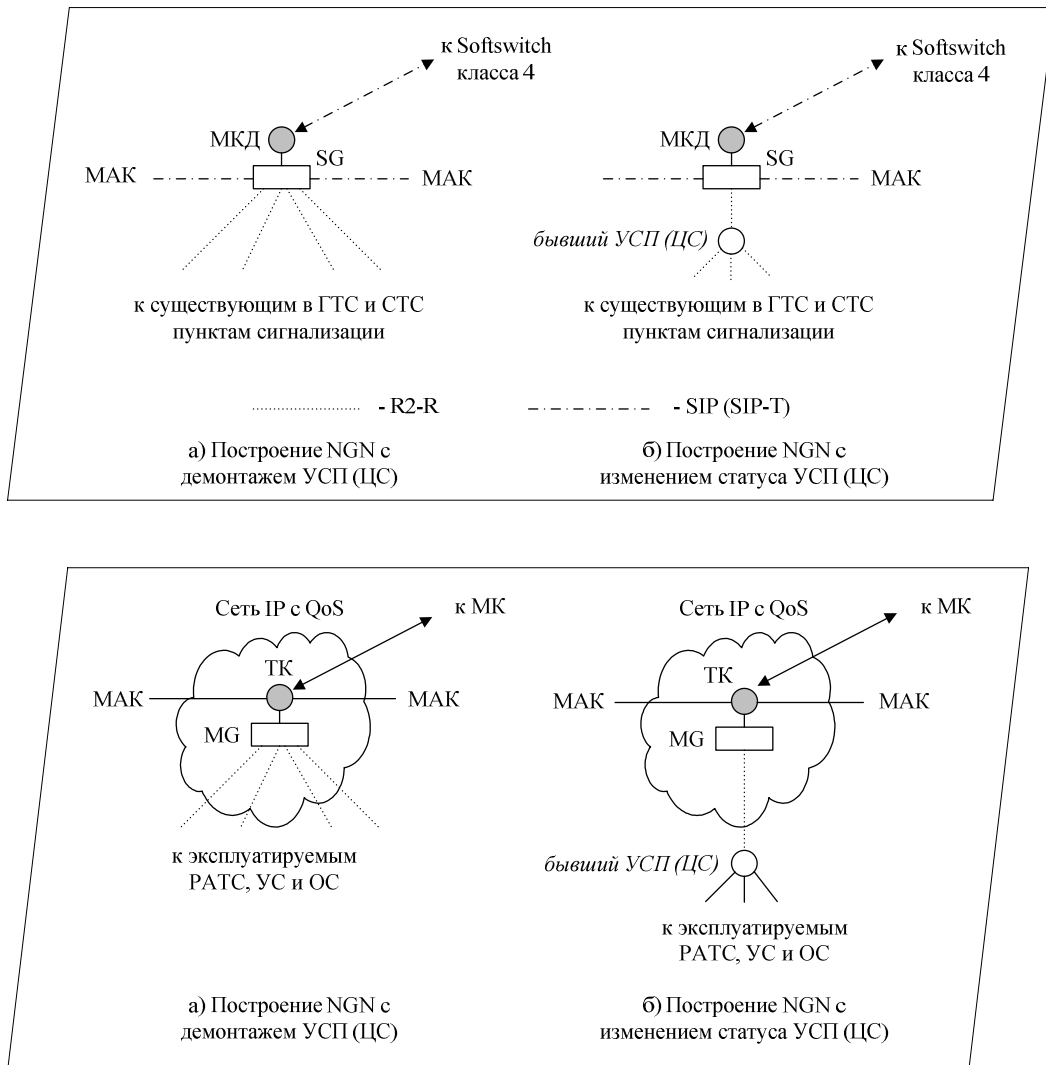 к Softswitch
класса 4
МКД
SG
МАК
МАК
к существующим в ГТС и СТС
пунктам сигнализации
к Softswitch
класса 4
МКД
SG
МАК
бывший УСП (ЦС)
к существующим в ГТС и СТС
пунктам сигнализации
- R2-R
- SIP (SIP-T)
а) Построение NGN с
демонтажем УСП (ЦС)
б) Построение NGN с
изменением статуса УСП (ЦС)
Сеть IP с QoS
к МК
ТК
МАК
МАК
MG
к эксплуатируемым
РАТС, УС и ОС
Сеть IP с QoS
к МК
ТК
МАК
МАК
MG
бывший УСП (ЦС)
к эксплуатируемым
РАТС, УС и ОС
а) Построение NGN с
демонтажем УСП (ЦС)
б) Построение NGN с
изменением статуса УСП (ЦС)